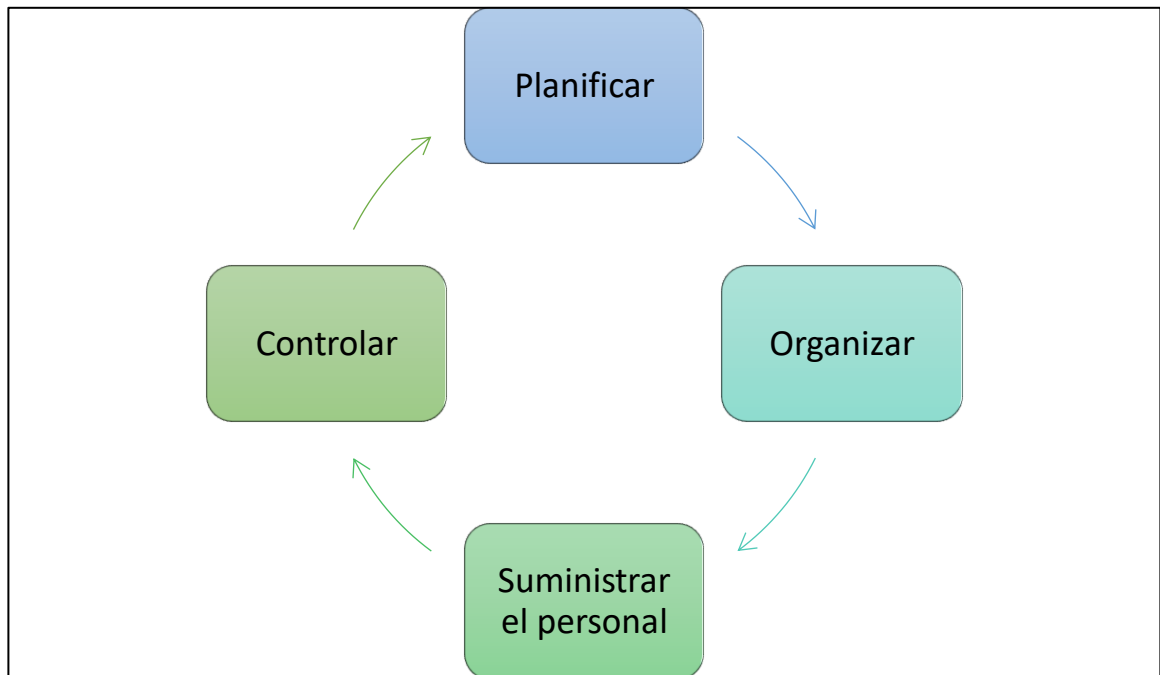 Planificar
Organizar
Suministrar
el personal
Controlar